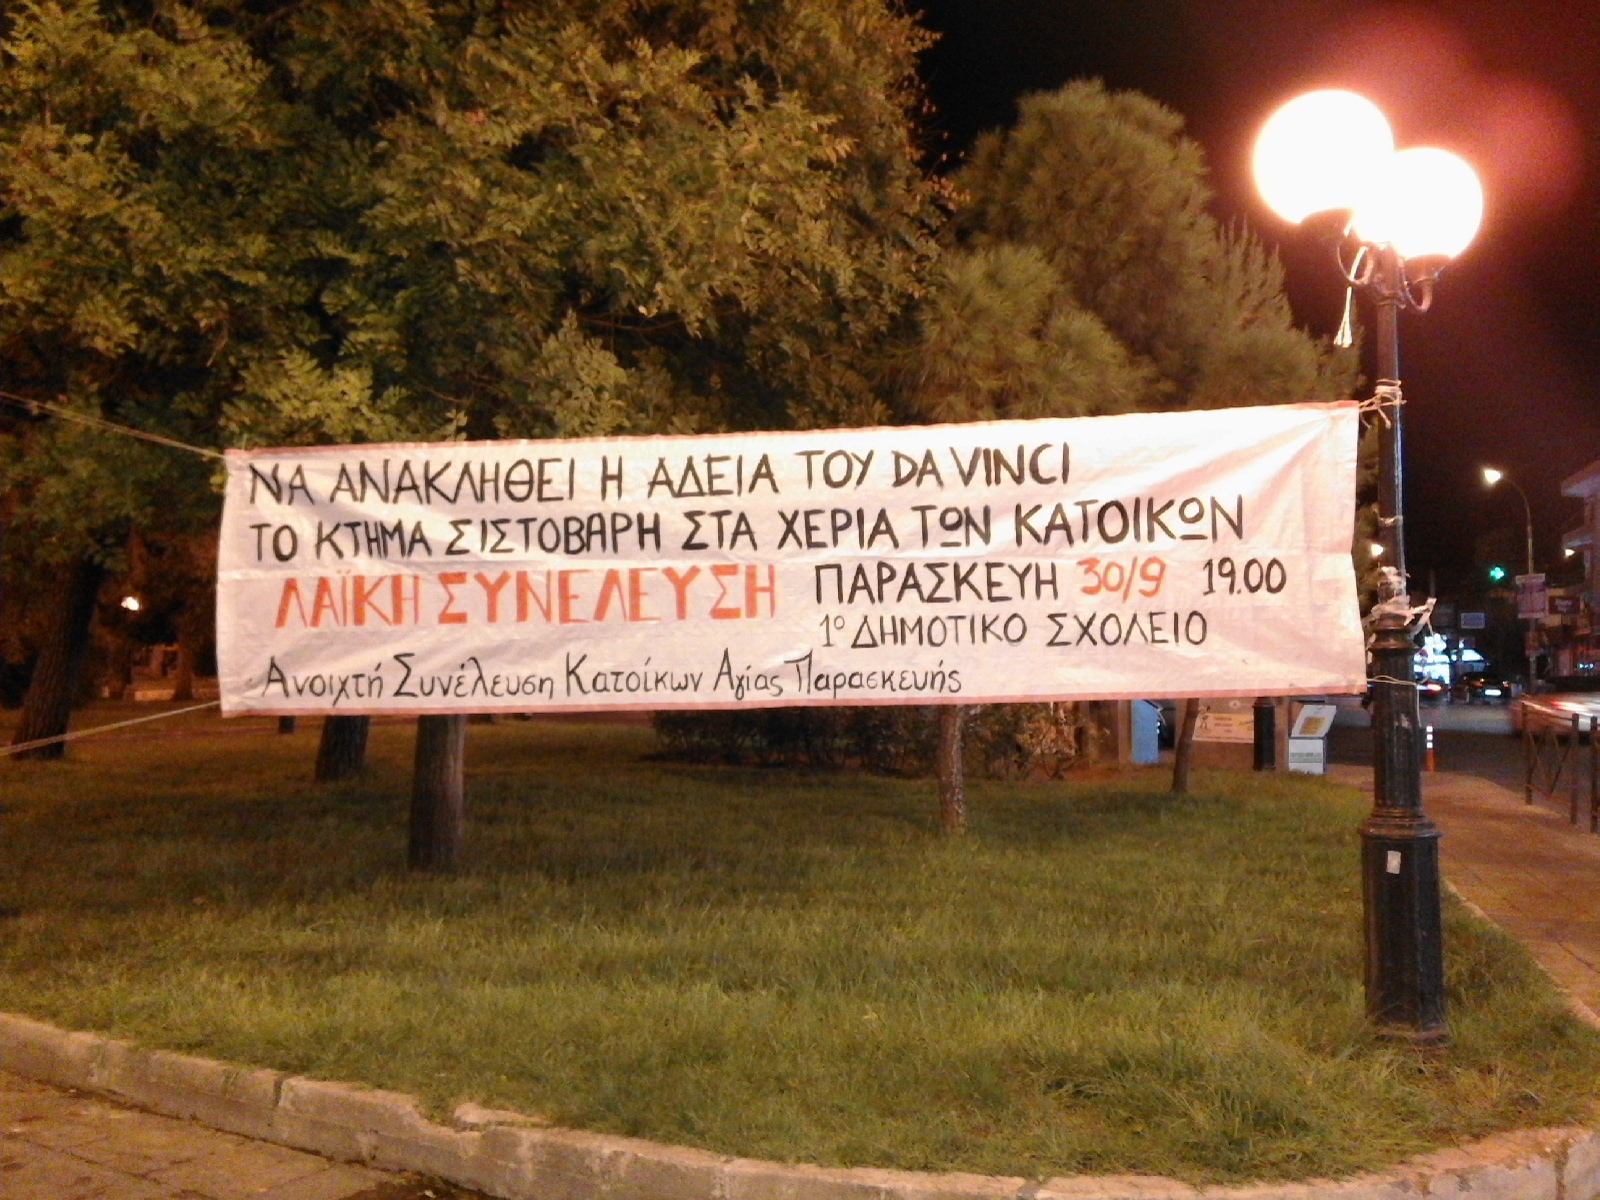 ΝΑ ΑΝΑΚΛΗΘΕΙ Η ΑΔΕΙΑ ΤΟΥ DA VINCI
ΤΟ ΚΤΗΜΑ ΣΙΣΤΟΒΑΡΗ ΣΤΑ ΧΕΡΙΑ ΤΩΝ ΚΑΤΟΙΚΩΝ
ΛΑΪΚΗ ΣΥΝΕΛΕΥΣΗ ΠΑΡΑΣΚΕΥΗ 30/9 19.00
1º ΔΗΜΟΤΙΚΟ ΣΧΟΛΕΙΟ
Ανοιχτή Συνέλευση Κατοίκων Αγίας Παρασκευής